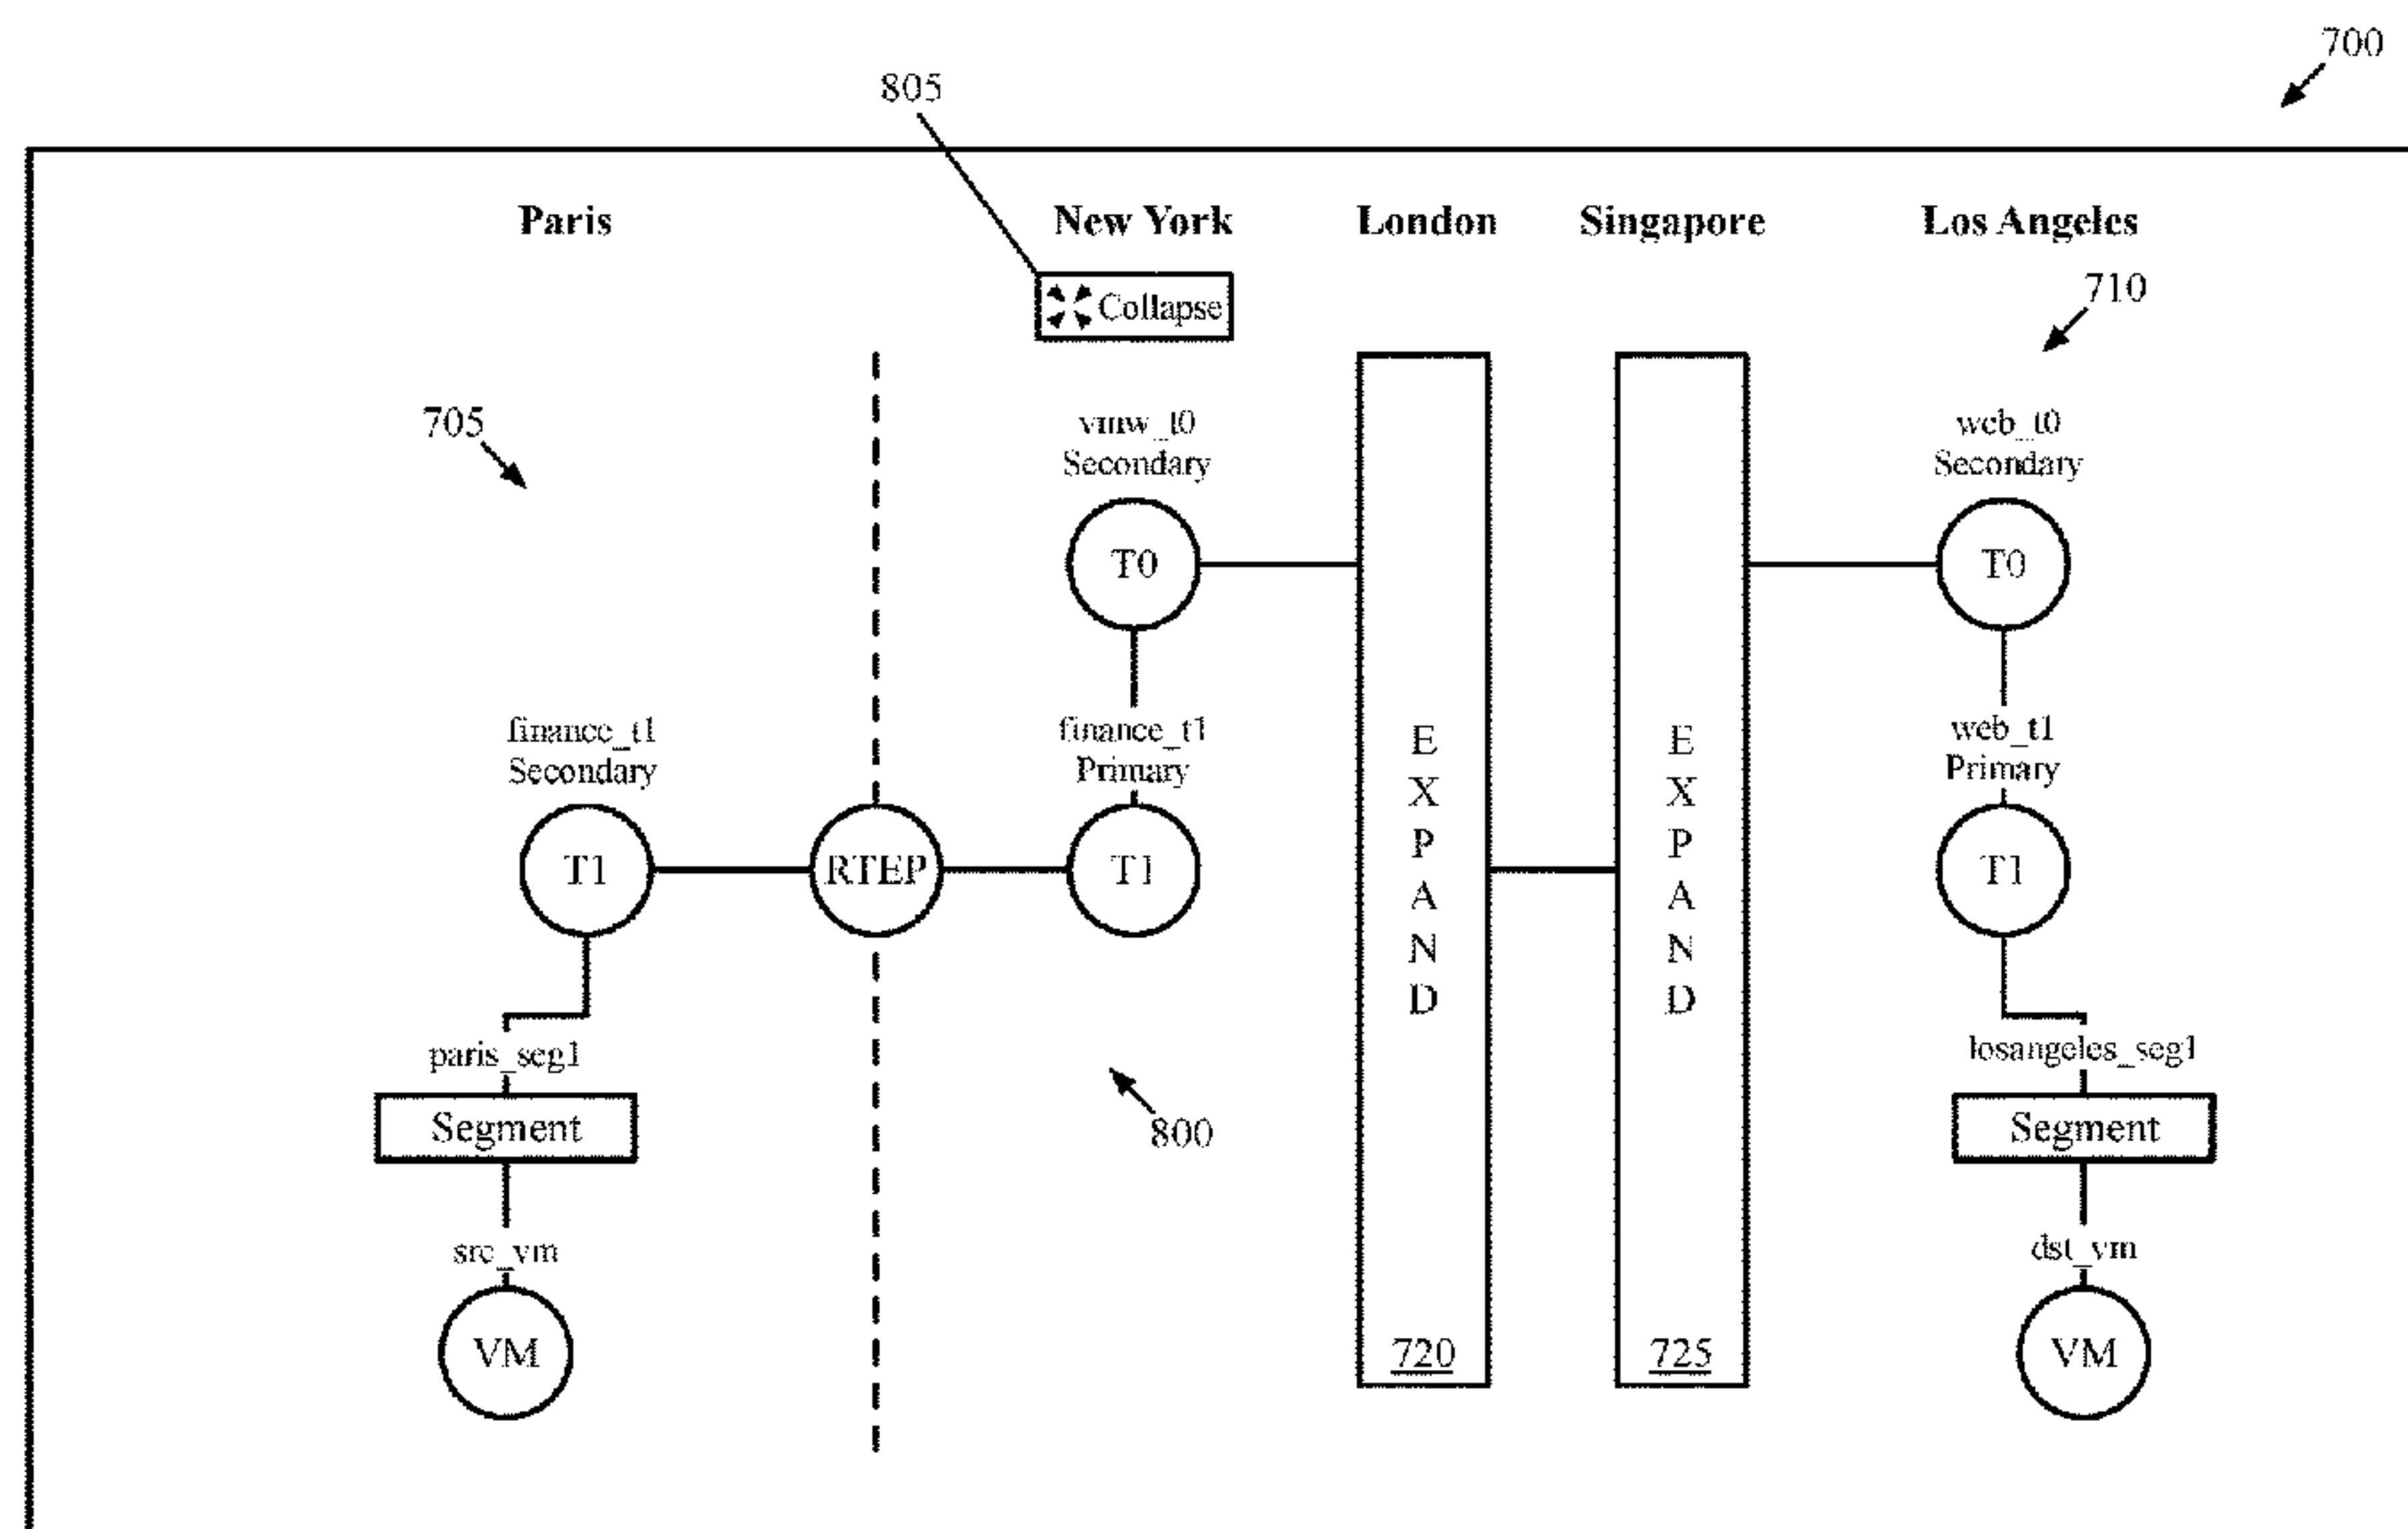 700
805
Paris
New York
London
Singapore
Los Angeles
Collapse
710
705
vmw_t0
Secondary
web_t0
Secondary
T0
T0
finance_t1
Secondary
finance_t1
Primary
web_t1
Primary
T1
RTEP
T1
T1
E
X
P
A
N
D
E
X
P
A
N
D
paris_seg1
losangeles_seg1
Segment
800
Segment
src_vm
dst_vm
VM
720
725
VM